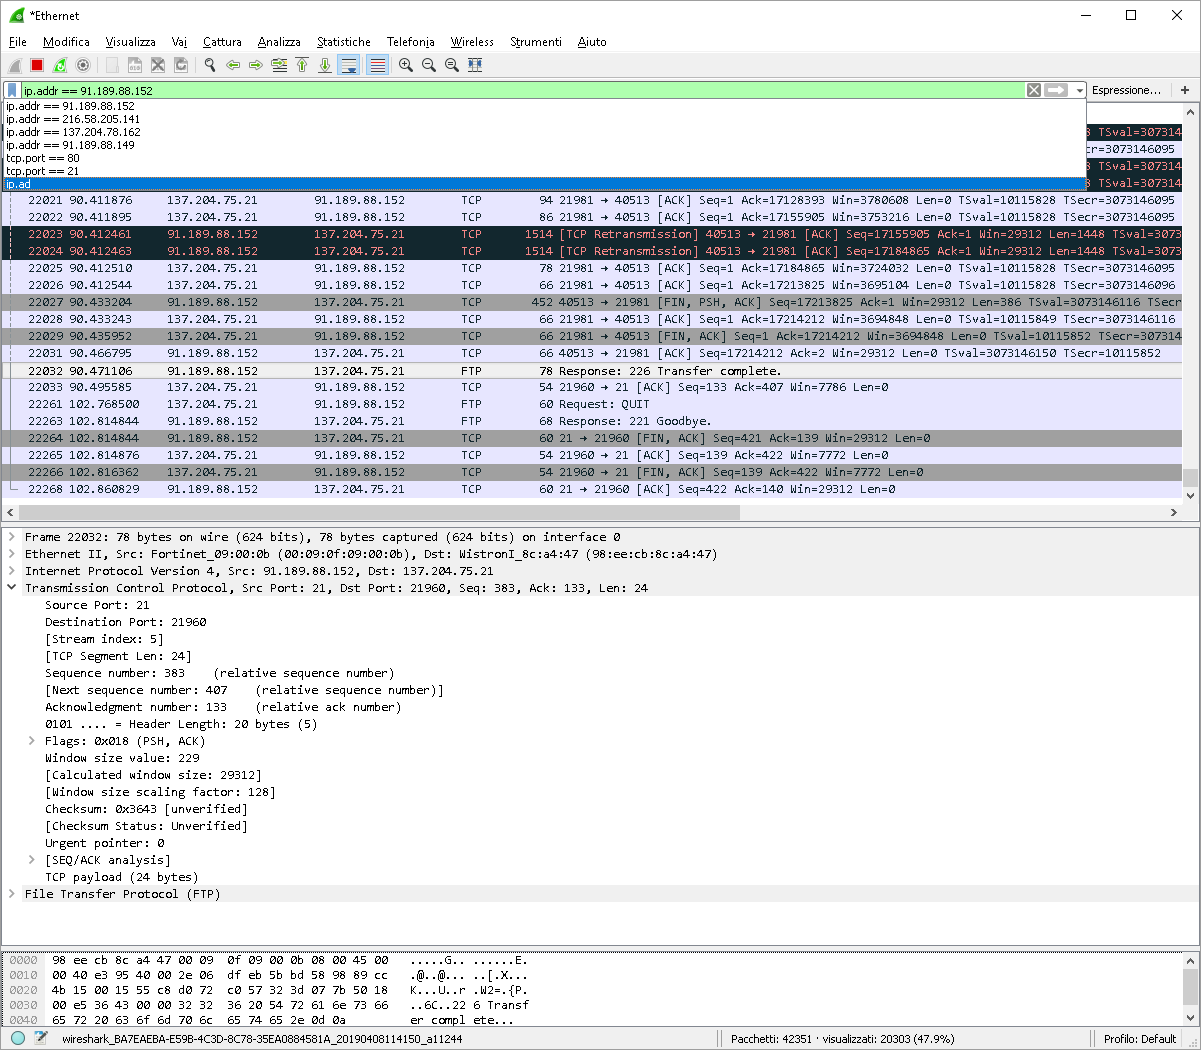 *Ethernet
File Modifica Visualizza Vai Cattura Analizza Statistiche Telefonia Wireless Strumenti Aiuto
ip.addr == 91.189.88.152 Espressione... +
ip.addr == 91.189.88.152
ip.addr == 216.58.205.141
ip.addr == 137.204.78.162
ip.addr == 91.189.88.149
tcp.port == 80
tcp.port == 21
ip.ad
TSval=307314
cr=3073146095
TSval=307314
TSval=307314
22021 90.411876 137.204.75.21 91.189.88.152 TCP 94 21981 → 40513 [ACK] Seq=1 Ack=17128393 Win=3780608 Len=0 TSval=10115828 TSecr=3073146095
22022 90.411895 137.204.75.21 91.189.88.152 TCP 86 21981 → 40513 [ACK] Seq=1 Ack=17155905 Win=3753216 Len=0 TSval=10115828 TSecr=3073146095
22023 90.412461 91.189.88.152 137.204.75.21 TCP 1514 [TCP Retransmission] 40513 → 21981 [ACK] Seq=17155905 Ack=1 Win=29312 Len=1448 TSval=3073
22024 90.412463 91.189.88.152 137.204.75.21 TCP 1514 [TCP Retransmission] 40513 → 21981 [ACK] Seq=17184865 Ack=1 Win=29312 Len=1448 TSval=3073
22025 90.412510 137.204.75.21 91.189.88.152 TCP 78 21981 → 40513 [ACK] Seq=1 Ack=17184865 Win=3724032 Len=0 TSval=10115828 TSecr=3073146095
22026 90.412544 137.204.75.21 91.189.88.152 TCP 66 21981 → 40513 [ACK] Seq=1 Ack=17213825 Win=3695104 Len=0 TSval=10115828 TSecr=3073146096
22027 90.433204 91.189.88.152 137.204.75.21 TCP 452 40513 → 21981 [FIN, PSH, ACK] Seq=17213825 Ack=1 Win=29312 Len=386 TSval=3073146116 TSecr
22028 90.433243 137.204.75.21 91.189.88.152 TCP 66 21981 → 40513 [ACK] Seq=1 Ack=17214212 Win=3694848 Len=0 TSval=10115849 TSecr=3073146116
22029 90.435952 137.204.75.21 91.189.88.152 TCP 66 21981 → 40513 [FIN, ACK] Seq=1 Ack=17214212 Win=3694848 Len=0 TSval=10115852 TSecr=307314
22031 90.466795 91.189.88.152 137.204.75.21 TCP 66 40513 → 21981 [ACK] Seq=17214212 Ack=2 Win=29312 Len=0 TSval=3073146150 TSecr=10115852
22032 90.471106 91.189.88.152 137.204.75.21 FTP 78 Response: 226 Transfer complete.
22033 90.495585 137.204.75.21 91.189.88.152 TCP 54 21960 → 21 [ACK] Seq=133 Ack=407 Win=7786 Len=0
22261 102.768500 137.204.75.21 91.189.88.152 FTP 60 Request: QUIT
22263 102.814844 91.189.88.152 137.204.75.21 FTP 68 Response: 221 Goodbye.
22264 102.814844 91.189.88.152 137.204.75.21 TCP 60 21 → 21960 [FIN, ACK] Seq=421 Ack=139 Win=29312 Len=0
22265 102.814876 137.204.75.21 91.189.88.152 TCP 54 21960 → 21 [ACK] Seq=139 Ack=422 Win=7772 Len=0
22266 102.816362 137.204.75.21 91.189.88.152 TCP 54 21960 → 21 [FIN, ACK] Seq=139 Ack=422 Win=7772 Len=0
22268 102.860829 91.189.88.152 137.204.75.21 TCP 60 21 → 21960 [ACK] Seq=422 Ack=140 Win=29312 Len=0
Frame 22032: 78 bytes on wire (624 bits), 78 bytes captured (624 bits) on interface 0
Ethernet II, Src: Fortinet_09:00:0b (00:09:0f:09:00:0b), Dst: WistronI_8c:a4:47 (98:ee:cb:8c:a4:47)
Internet Protocol Version 4, Src: 91.189.88.152, Dst: 137.204.75.21
Transmission Control Protocol, Src Port: 21, Dst Port: 21960, Seq: 383, Ack: 133, Len: 24
Source Port: 21
Destination Port: 21960
[Stream index: 5]
[TCP Segment Len: 24]
Sequence number: 383 (relative sequence number)
[Next sequence number: 407 (relative sequence number)]
Acknowledgment number: 133 (relative ack number)
0101 .... = Header Length: 20 bytes (5)
Flags: 0x018 (PSH, ACK)
Window size value: 229
[Calculated window size: 29312]
[Window size scaling factor: 128]
Checksum: 0x3643 [unverified]
[Checksum Status: Unverified]
Urgent pointer: 0
[SEQ/ACK analysis]
TCP payload (24 bytes)
File Transfer Protocol (FTP)
0000 98 ee cb 8c a4 47 00 09 0f 09 00 0b 08 00 45 00 .....G.. ......E.
0010 00 40 e3 95 40 00 2e 06 df eb 5b bd 58 98 89 cc .@..@... ..[.X...
0020 4b 15 00 15 55 c8 d0 72 c0 57 32 3d 07 7b 50 18 K...U..r .W2=.{P.
0030 00 e5 36 43 00 00 32 32 36 20 54 72 61 6e 73 66 ..6C..22 6 Transf
0040 65 72 20 63 6f 6d 70 6c 65 74 65 2e 0d 0a er compl ete...
wireshark_BA7EAEBA-E59B-4C3D-8C78-35EA0884581A_20190408114150_a11244 Pacchetti: 42351 · visualizzati: 20303 (47.9%) Profilo: Default